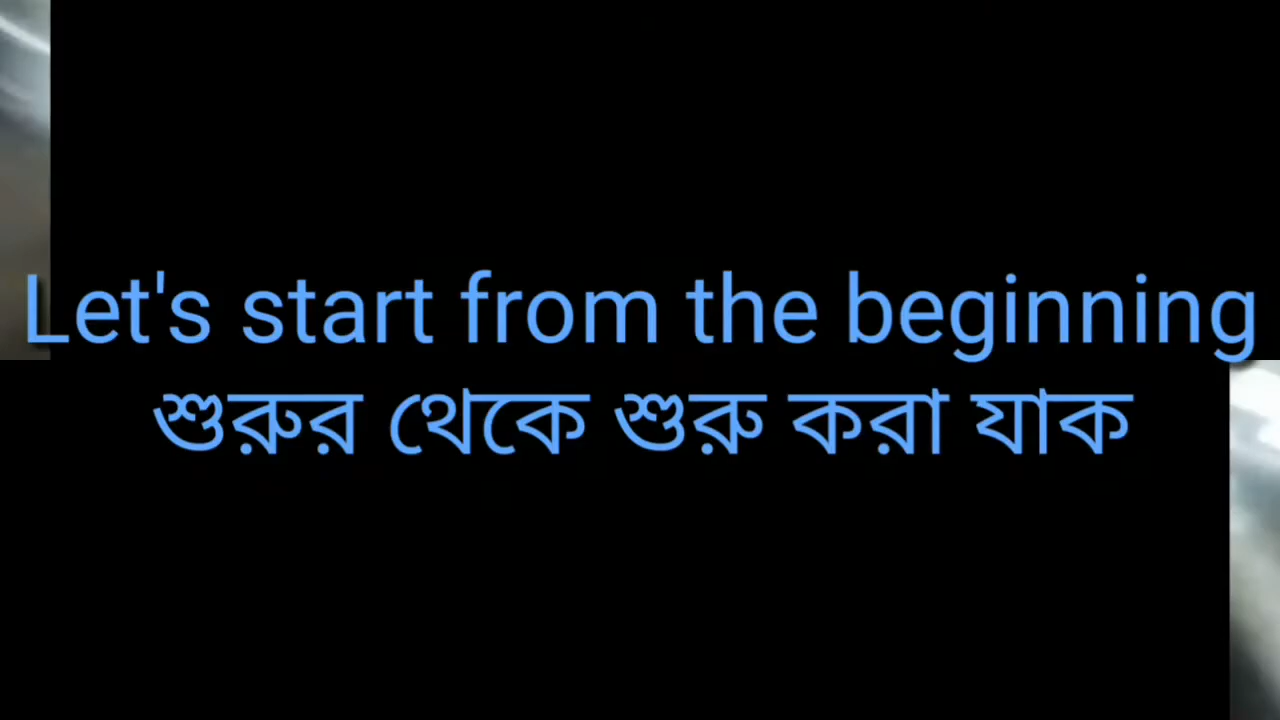 Let's start from the beginning
শুরুর থেকে শুরু করা যাক